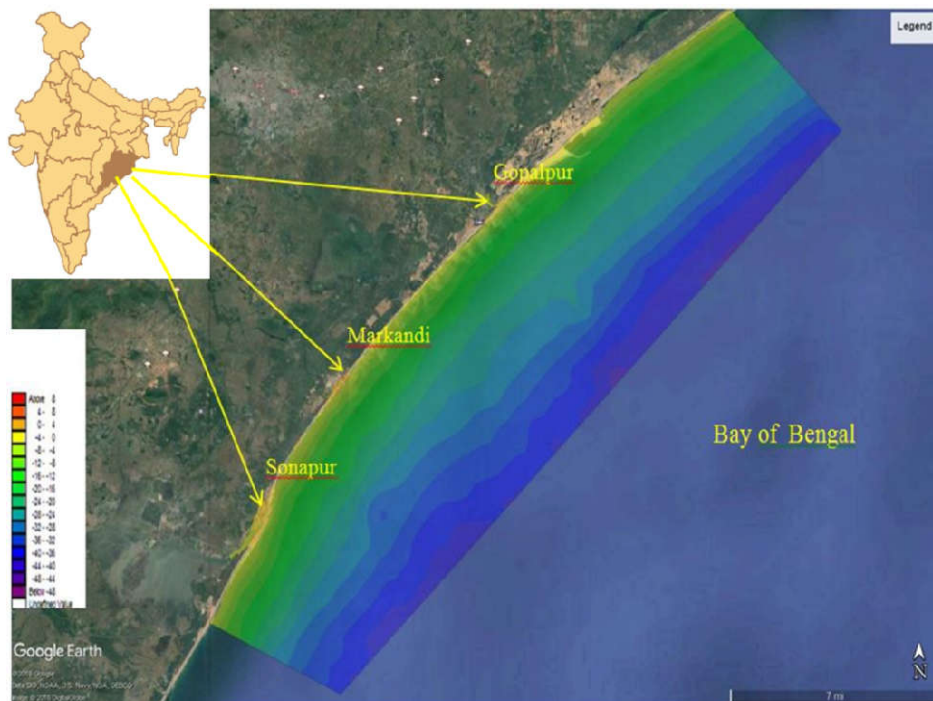 Legend
Gopalpur
Markandi
Sonapur
Bay of Bengal
Above 8
4 - 8
0 - 4
-4 - 0
-8 - -4
-12 - -8
-16 - -12
-20 - -16
-24 - -20
-28 - -24
-32 - -28
-36 - -32
-40 - -36
-44 - -40
-48 - -44
Below -48
Undefined Value
Google Earth
7 mi
N